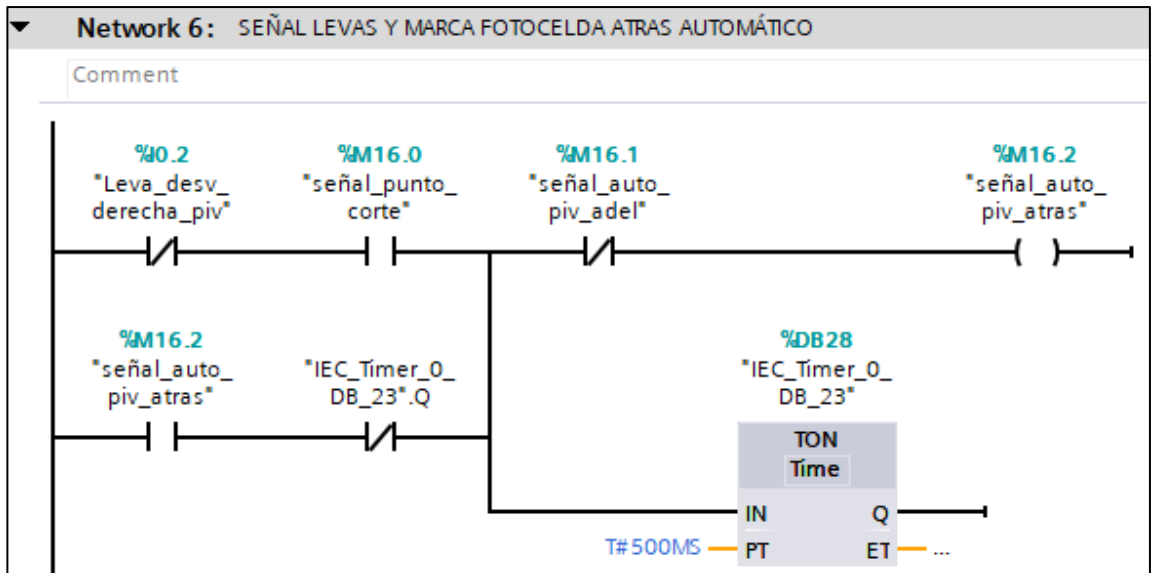 Network 6: SEÑAL LEVAS Y MARCA FOTOCELDA ATRAS AUTOMÁTICO
Comment
%I0.2
"Leva_desv_
derecha_piv"
%M16.0
"señal_punto_
corte"
%M16.1
"señal_auto_
piv_adel"
%M16.2
"señal_auto_
piv_atras"
%M16.2
"señal_auto_
piv_atras"
"IEC_Timer_0_
DB_23".Q
%DB28
"IEC_Timer_0_
DB_23"
TON
Time
IN Q
T#500MS PT ET ...